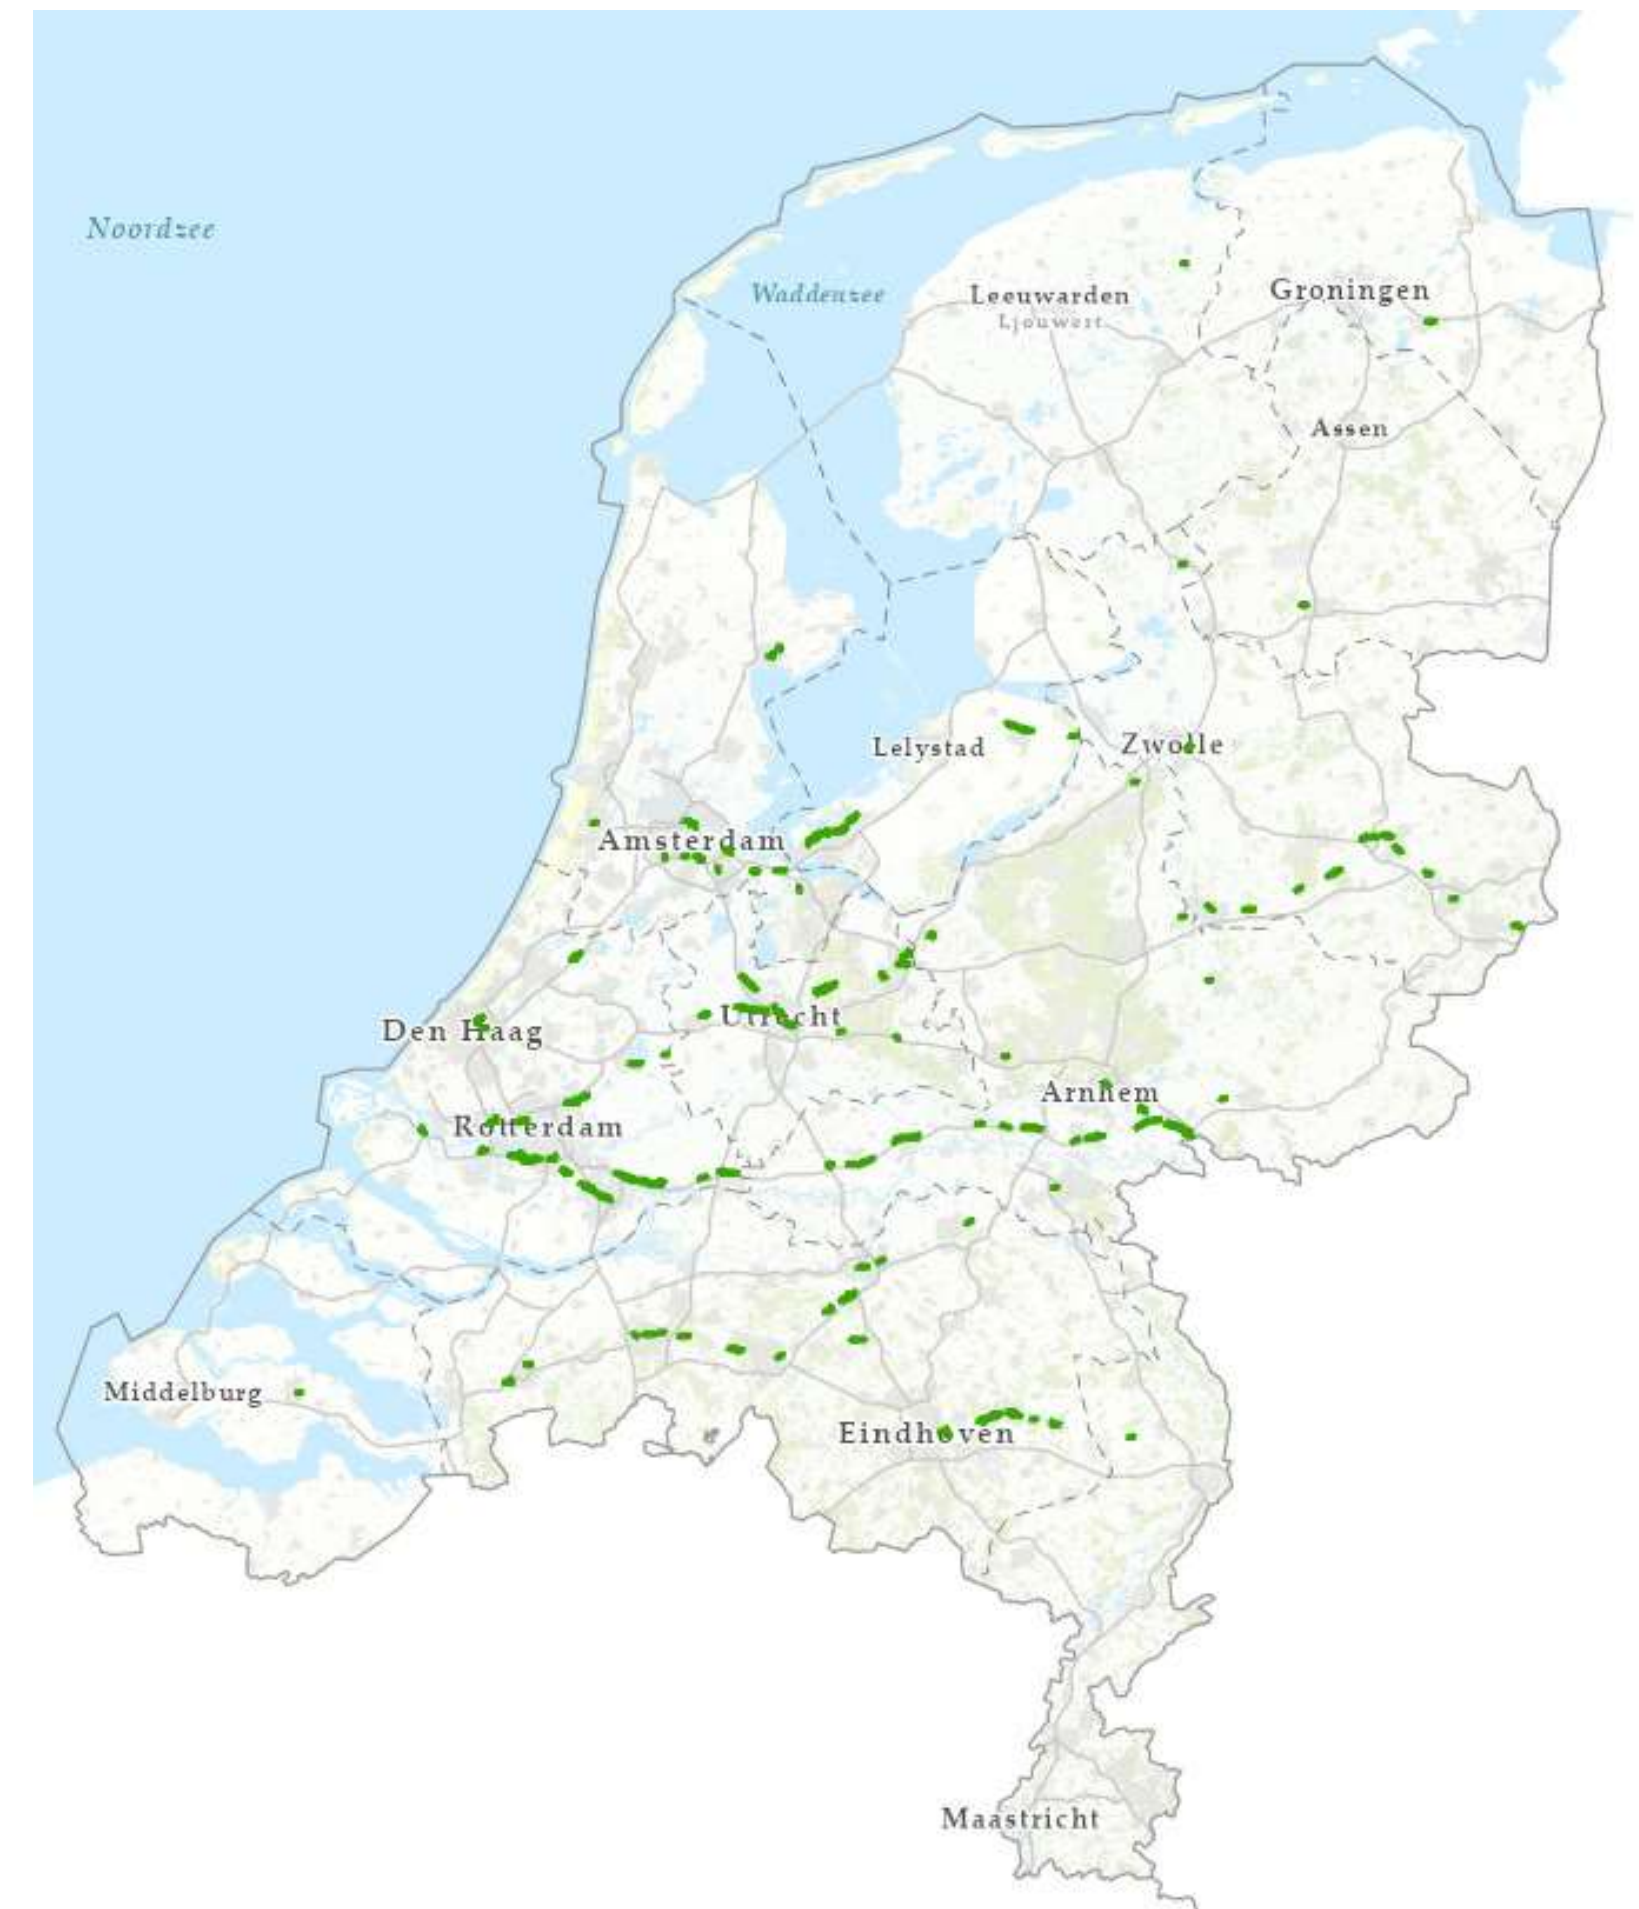 Noordzee
Waddenzee
Leeuwarden
Ljouwert
Groningen
Assen
Lelystad
Zwolle
Amsterdam
Utrecht
Den Haag
Arnhem
Rotterdam
Middelburg
Eindhoven
Maastricht